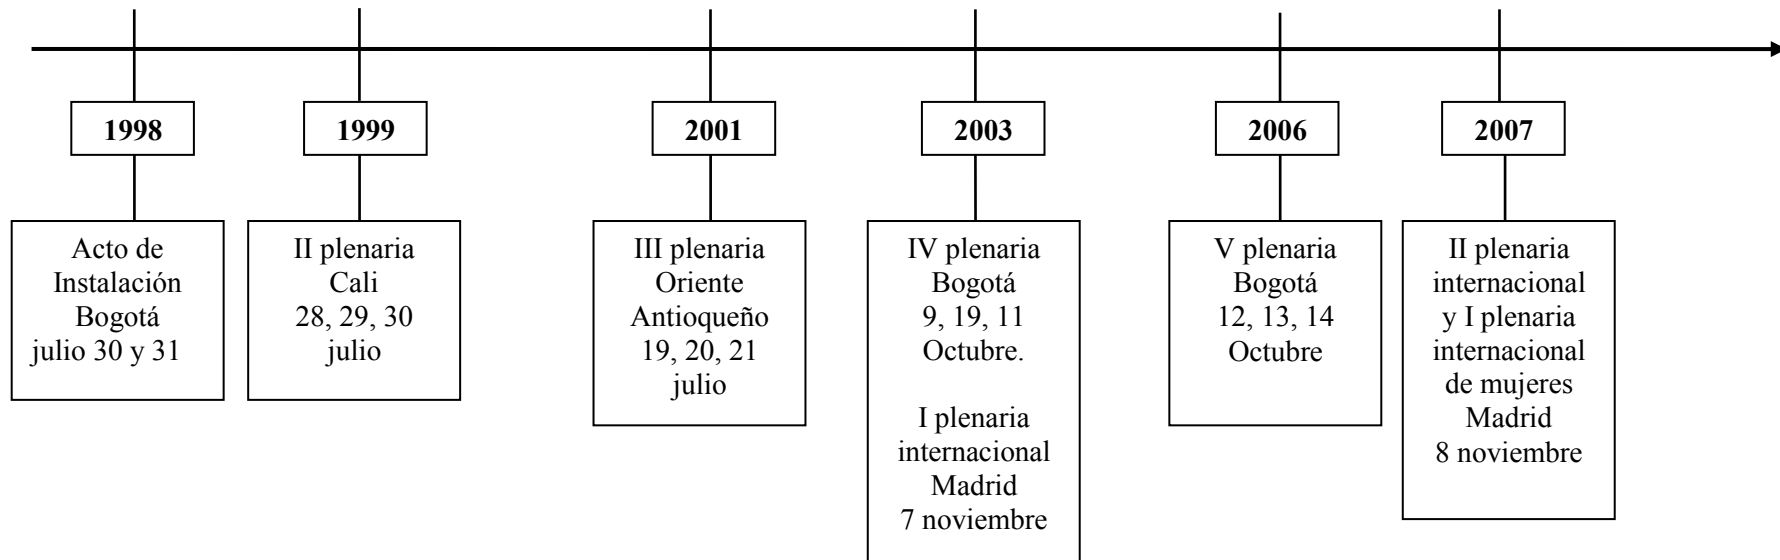 1998
1999
2001
2003
2006
2007
Acto de
Instalación
Bogotá
julio 30 y 31
II plenaria
Cali
28, 29, 30
julio
III plenaria
Oriente
Antioqueño
19, 20, 21
julio
IV plenaria
Bogotá
9, 19, 11
Octubre.
I plenaria
internacional
Madrid
7 noviembre
V plenaria
Bogotá
12, 13, 14
Octubre
II plenaria
internacional
y I plenaria
internacional
de mujeres
Madrid
8 noviembre